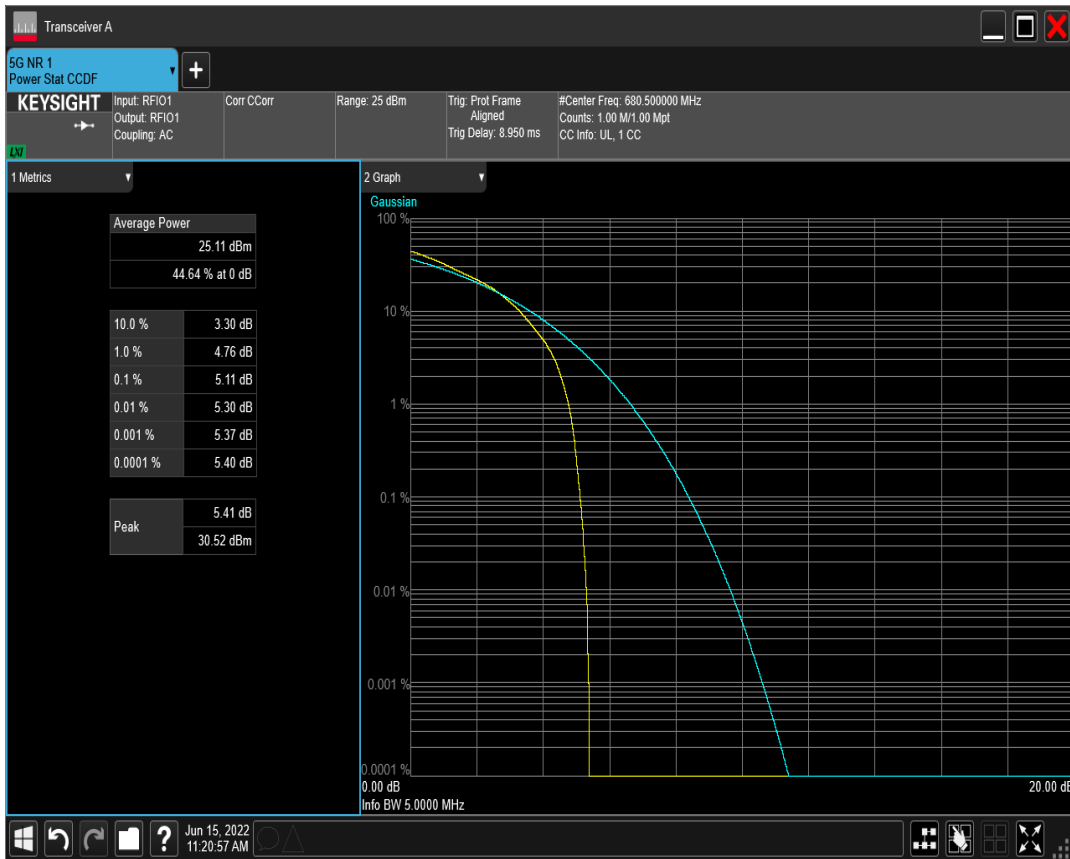 Transceiver A
5G NR 1
Power Stat CCDF
KEYSIGHT
LXI
Input: RFIO1
Output: RFIO1
Coupling: AC
Corr CCorr
Range: 25 dBm
Trig: Prot Frame
Aligned
Trig Delay: 8.950 ms
#Center Freq: 680.500000 MHz
Counts: 1.00 M/1.00 Mpt
CC Info: UL, 1 CC
1 Metrics
Average Power
25.11 dBm
44.64 % at 0 dB
10.0 % 3.30 dB
1.0 % 4.76 dB
0.1 % 5.11 dB
0.01 % 5.30 dB
0.001 % 5.37 dB
0.0001 % 5.40 dB
Peak 5.41 dB
30.52 dBm
2 Graph
Gaussian
100 %
10 %
1 %
0.1 %
0.01 %
0.001 %
0.0001 %
0.00 dB 20.00 dB
Info BW 5.0000 MHz
Jun 15, 2022
11:20:57 AM